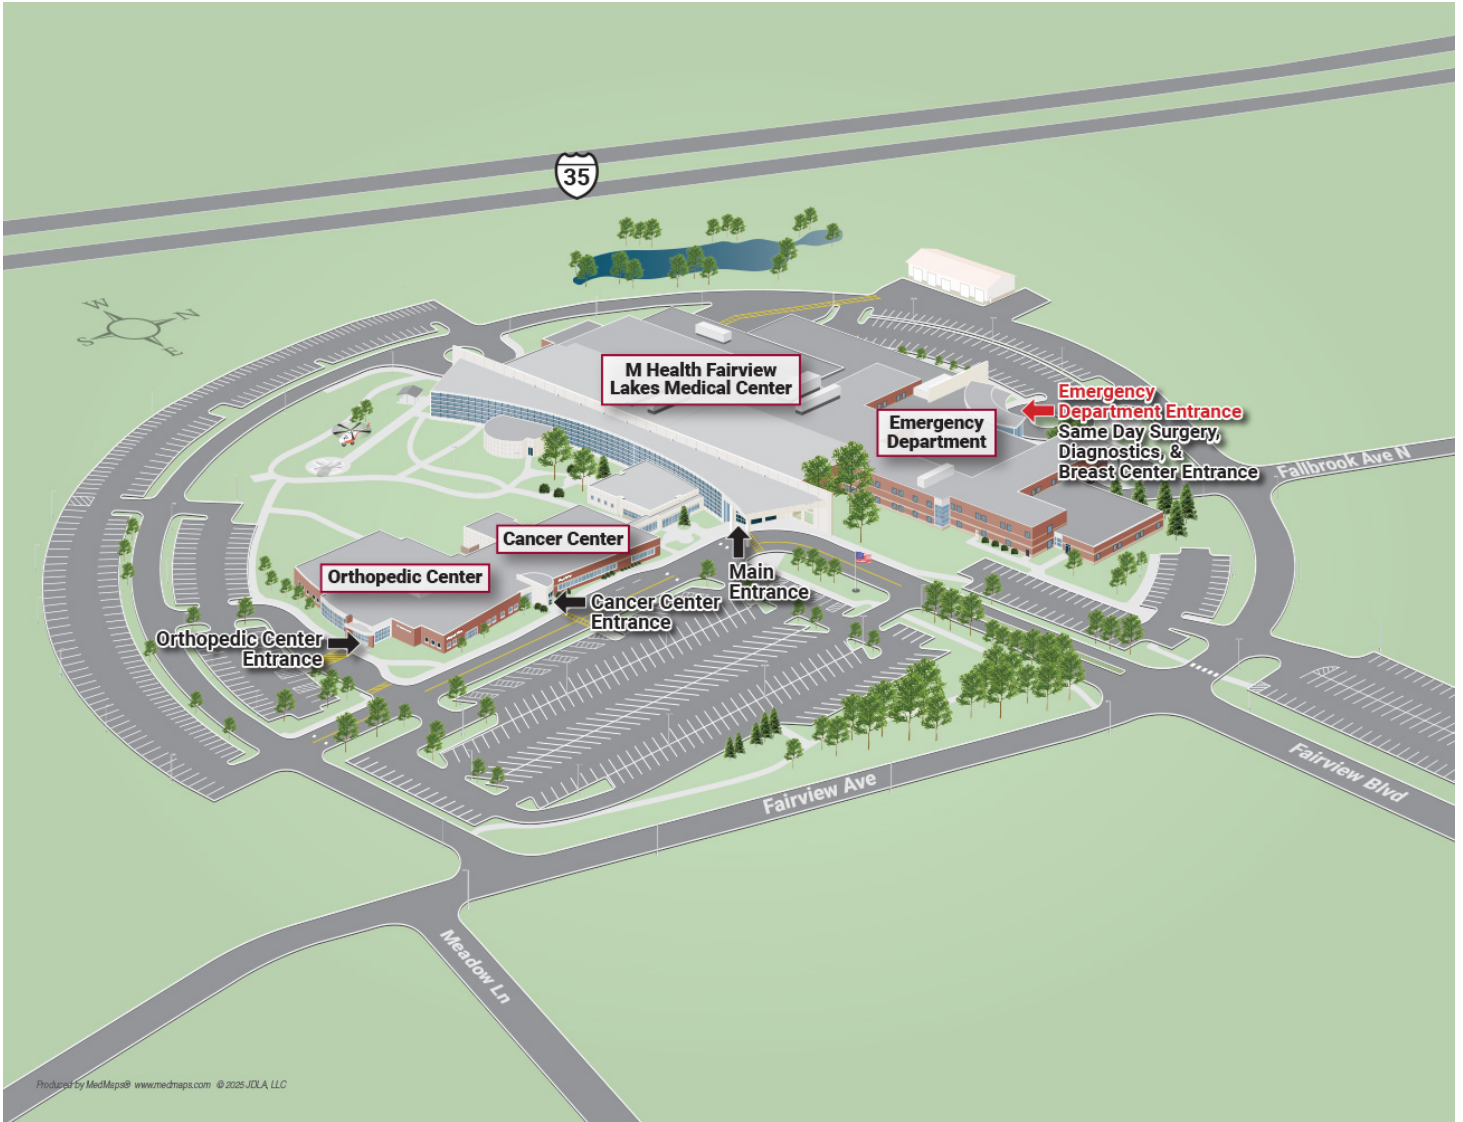 35
W
N
S
E
M Health Fairview
Lakes Medical Center
Emergency
Department
Emergency
Department Entrance
Same Day Surgery,
Diagnostics, &
Breast Center Entrance
Fallbrook Ave N
Cancer Center
Orthopedic Center
Main
Entrance
Cancer Center
Entrance
Orthopedic Center
Entrance
Fairview Ave
Fairview Blvd
Meadow Ln
Produced by MedMaps® www.medmaps.com © 2025 JDLA, LLC